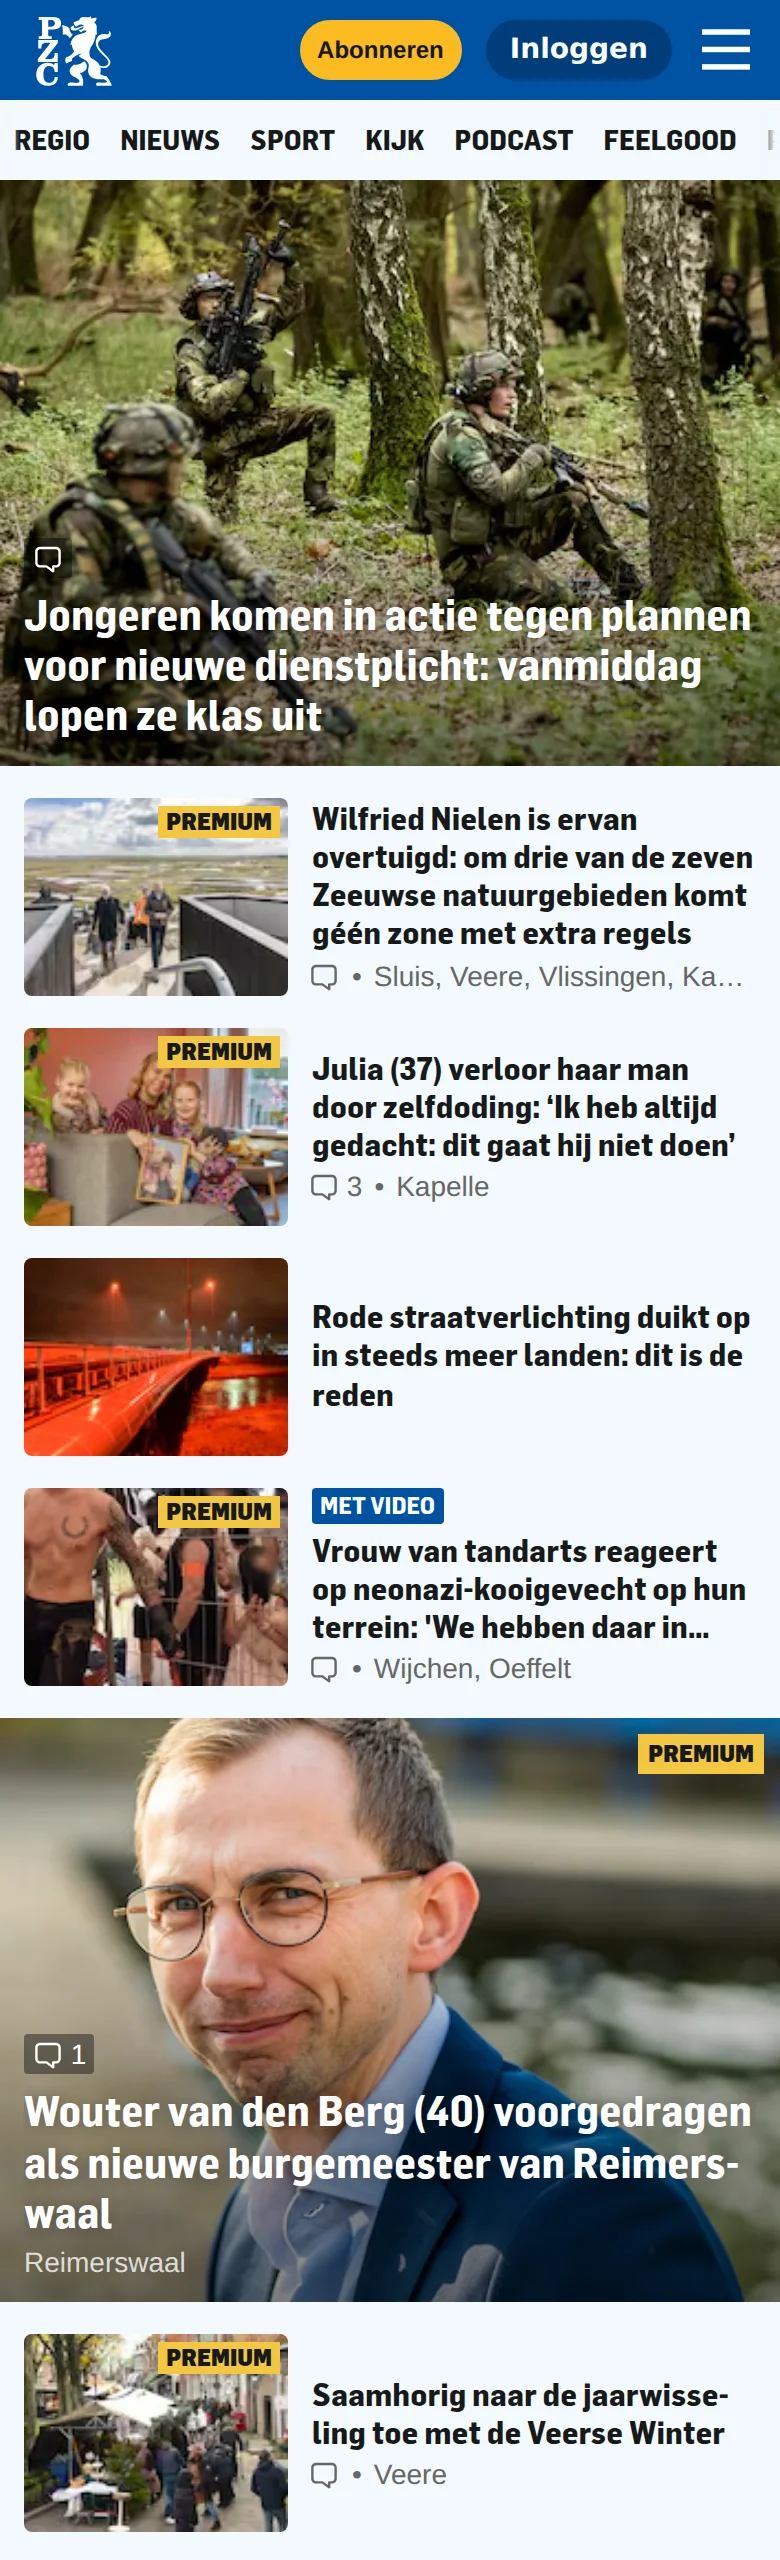 P
Z
C
Abonneren
Inloggen
REGIO NIEUWS SPORT KIJK PODCAST FEELGOOD
Jongeren komen in actie tegen plannen
voor nieuwe dienstplicht: vanmiddag
lopen ze klas uit
PREMIUM
Wilfried Nielen is ervan
overtuigd: om drie van de zeven
Zeeuwse natuurgebieden komt
géén zone met extra regels
• Sluis, Veere, Vlissingen, Ka...
PREMIUM
Julia (37) verloor haar man
door zelfdoding: ‘Ik heb altijd
gedacht: dit gaat hij niet doen’
3 • Kapelle
Rode straatverlichting duikt op
in steeds meer landen: dit is de
reden
PREMIUM
MET VIDEO
Vrouw van tandarts reageert
op neonazi-kooigevecht op hun
terrein: 'We hebben daar in...
• Wijchen, Oeffelt
PREMIUM
1
Wouter van den Berg (40) voorgedragen
als nieuwe burgemeester van Reimers-
waal
Reimerswaal
PREMIUM
Saamhorig naar de jaarwisse-
ling toe met de Veerse Winter
• Veere